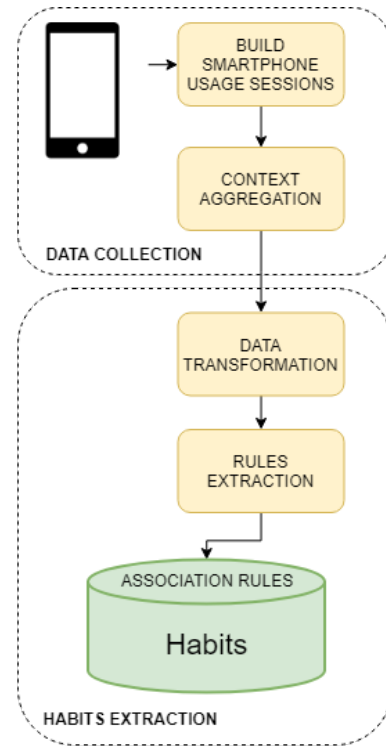 BUILD
SMARTPHONE
USAGE SESSIONS
CONTEXT
AGGREGATION
DATA COLLECTION
DATA
TRANSFORMATION
RULES
EXTRACTION
ASSOCIATION RULES
Habits
HABITS EXTRACTION